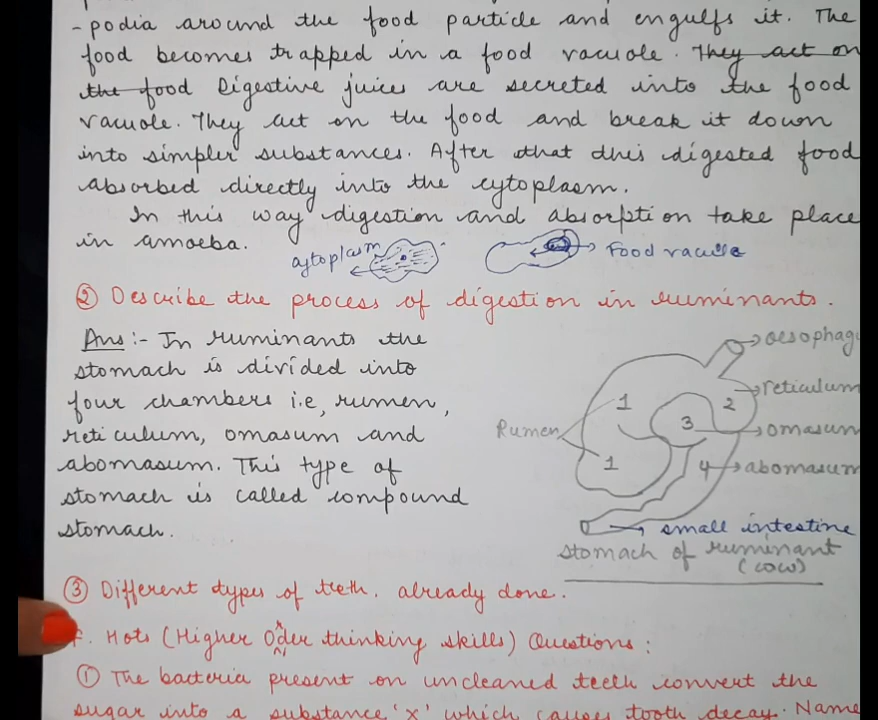 - podia around the food particle and engulfs it. The
food becomes trapped in a food vacuole. They act on
the food Digestive juices are secreted into the food
vacuole. They act on the food and break it down
into simpler substances. After that this digested food
absorbed directly into the cytoplasm.
In this way digestion and absorption take place
in amoeba.
cytoplasm
Food vacuole
② Describe the process of digestion in ruminants.
Ans :- In ruminants the
stomach is divided into
four chambers i.e, rumen,
reticulum, omasum and
abomasum. This type of
stomach is called compound
stomach.
oesophagu
reticulum
1
2
3
Rumen
omasum
1
4
abomasum
small intestine
stomach of ruminant
(cow)
③ Different types of teeth. already done.
F. Hots (Higher Oder thinking skills) Questions :
① The bacteria present on uncleaned teeth convert the
sugar into a substance 'x' which causes tooth decay. Name